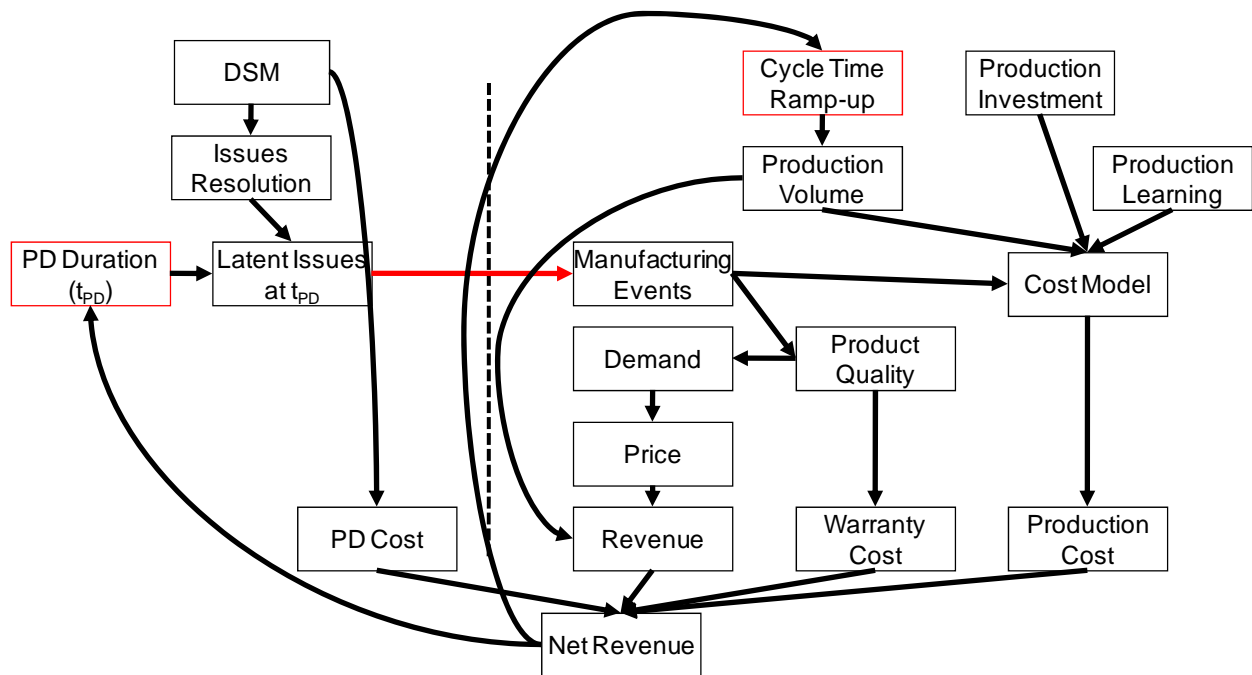 DSM
Issues
Resolution
PD Duration
(tPD)
Latent Issues
at tPD
PD Cost
Cycle Time
Ramp-up
Production
Investment
Production
Volume
Production
Learning
Manufacturing
Events
Cost Model
Demand
Product
Quality
Price
Revenue
Warranty
Cost
Production
Cost
Net Revenue